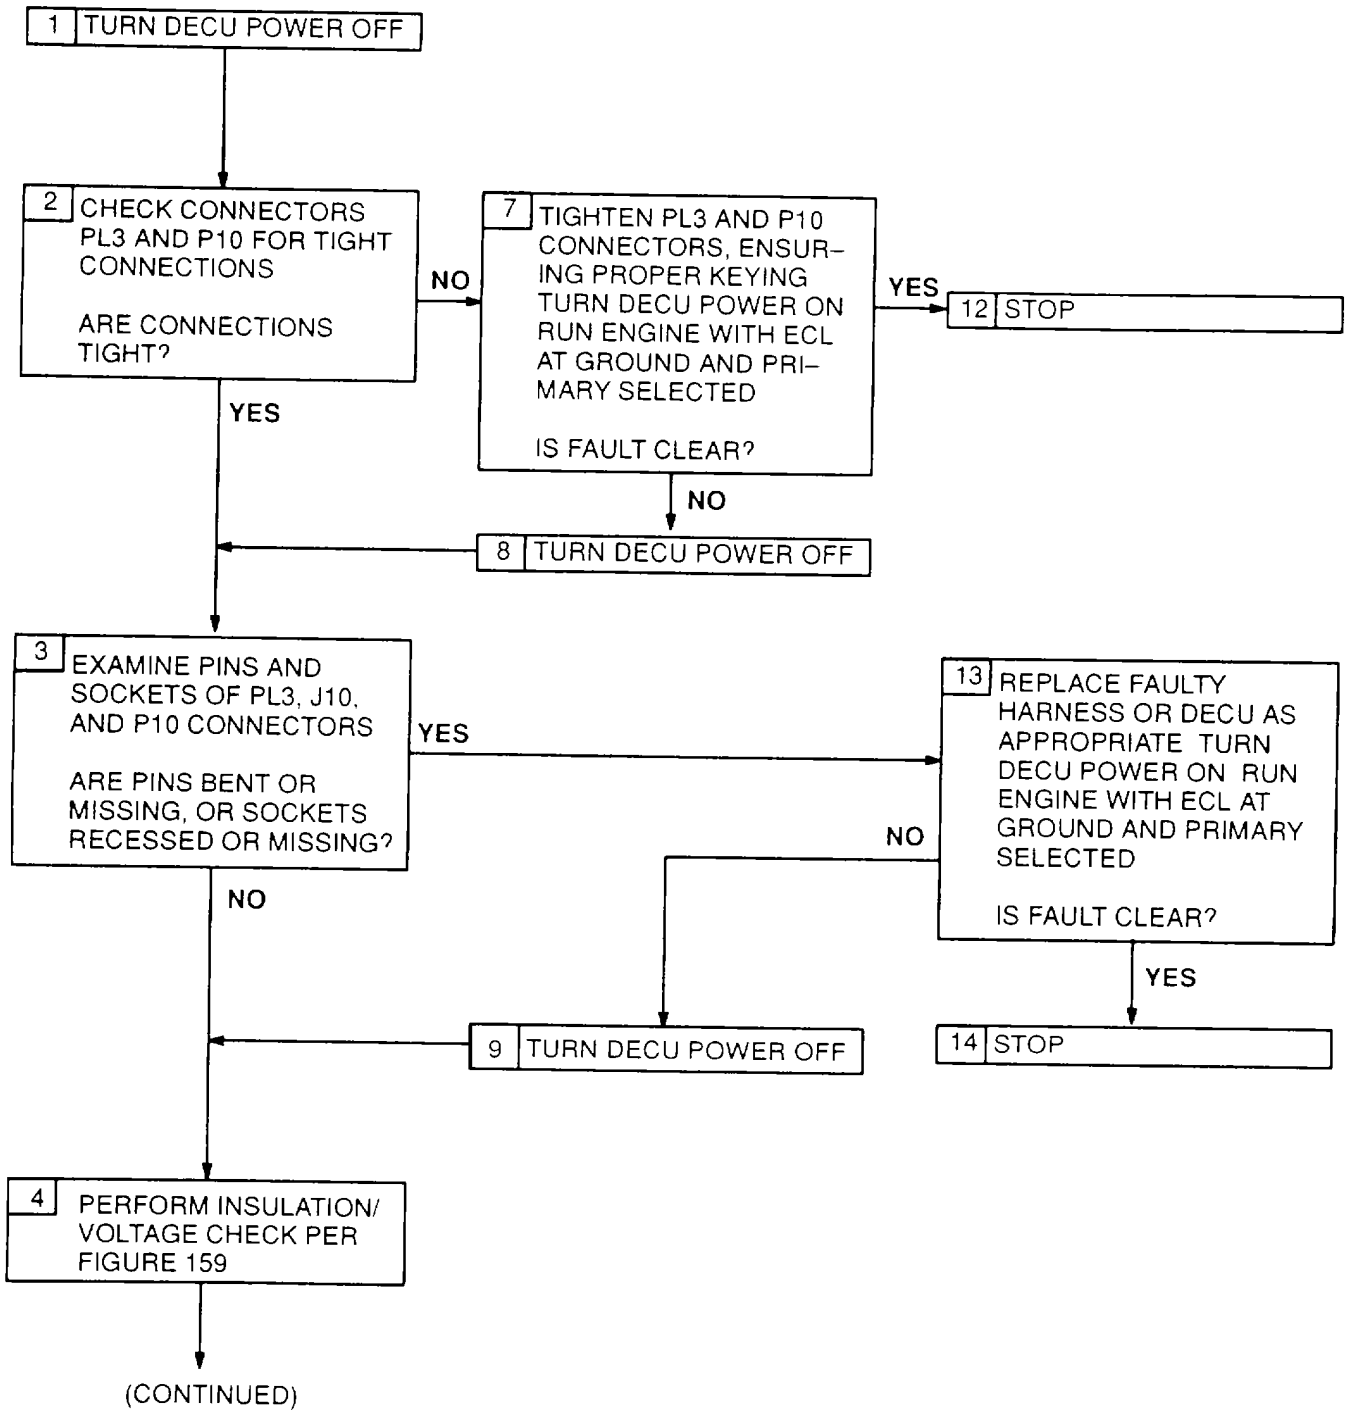 1 TURN DECU POWER OFF
2 CHECK CONNECTORS
PL3 AND P10 FOR TIGHT
CONNECTIONS
ARE CONNECTIONS
TIGHT?
NO
YES
7 TIGHTEN PL3 AND P10
CONNECTORS, ENSUR–
ING PROPER KEYING
TURN DECU POWER ON
RUN ENGINE WITH ECL
AT GROUND AND PRI–
MARY SELECTED
IS FAULT CLEAR?
YES
12 STOP
NO
8 TURN DECU POWER OFF
3 EXAMINE PINS AND
SOCKETS OF PL3, J10,
AND P10 CONNECTORS
ARE PINS BENT OR
MISSING, OR SOCKETS
RECESSED OR MISSING?
YES
NO
13 REPLACE FAULTY
HARNESS OR DECU AS
APPROPRIATE TURN
DECU POWER ON RUN
ENGINE WITH ECL AT
GROUND AND PRIMARY
SELECTED
IS FAULT CLEAR?
NO
YES
9 TURN DECU POWER OFF
14 STOP
4 PERFORM INSULATION/
VOLTAGE CHECK PER
FIGURE 159
(CONTINUED)